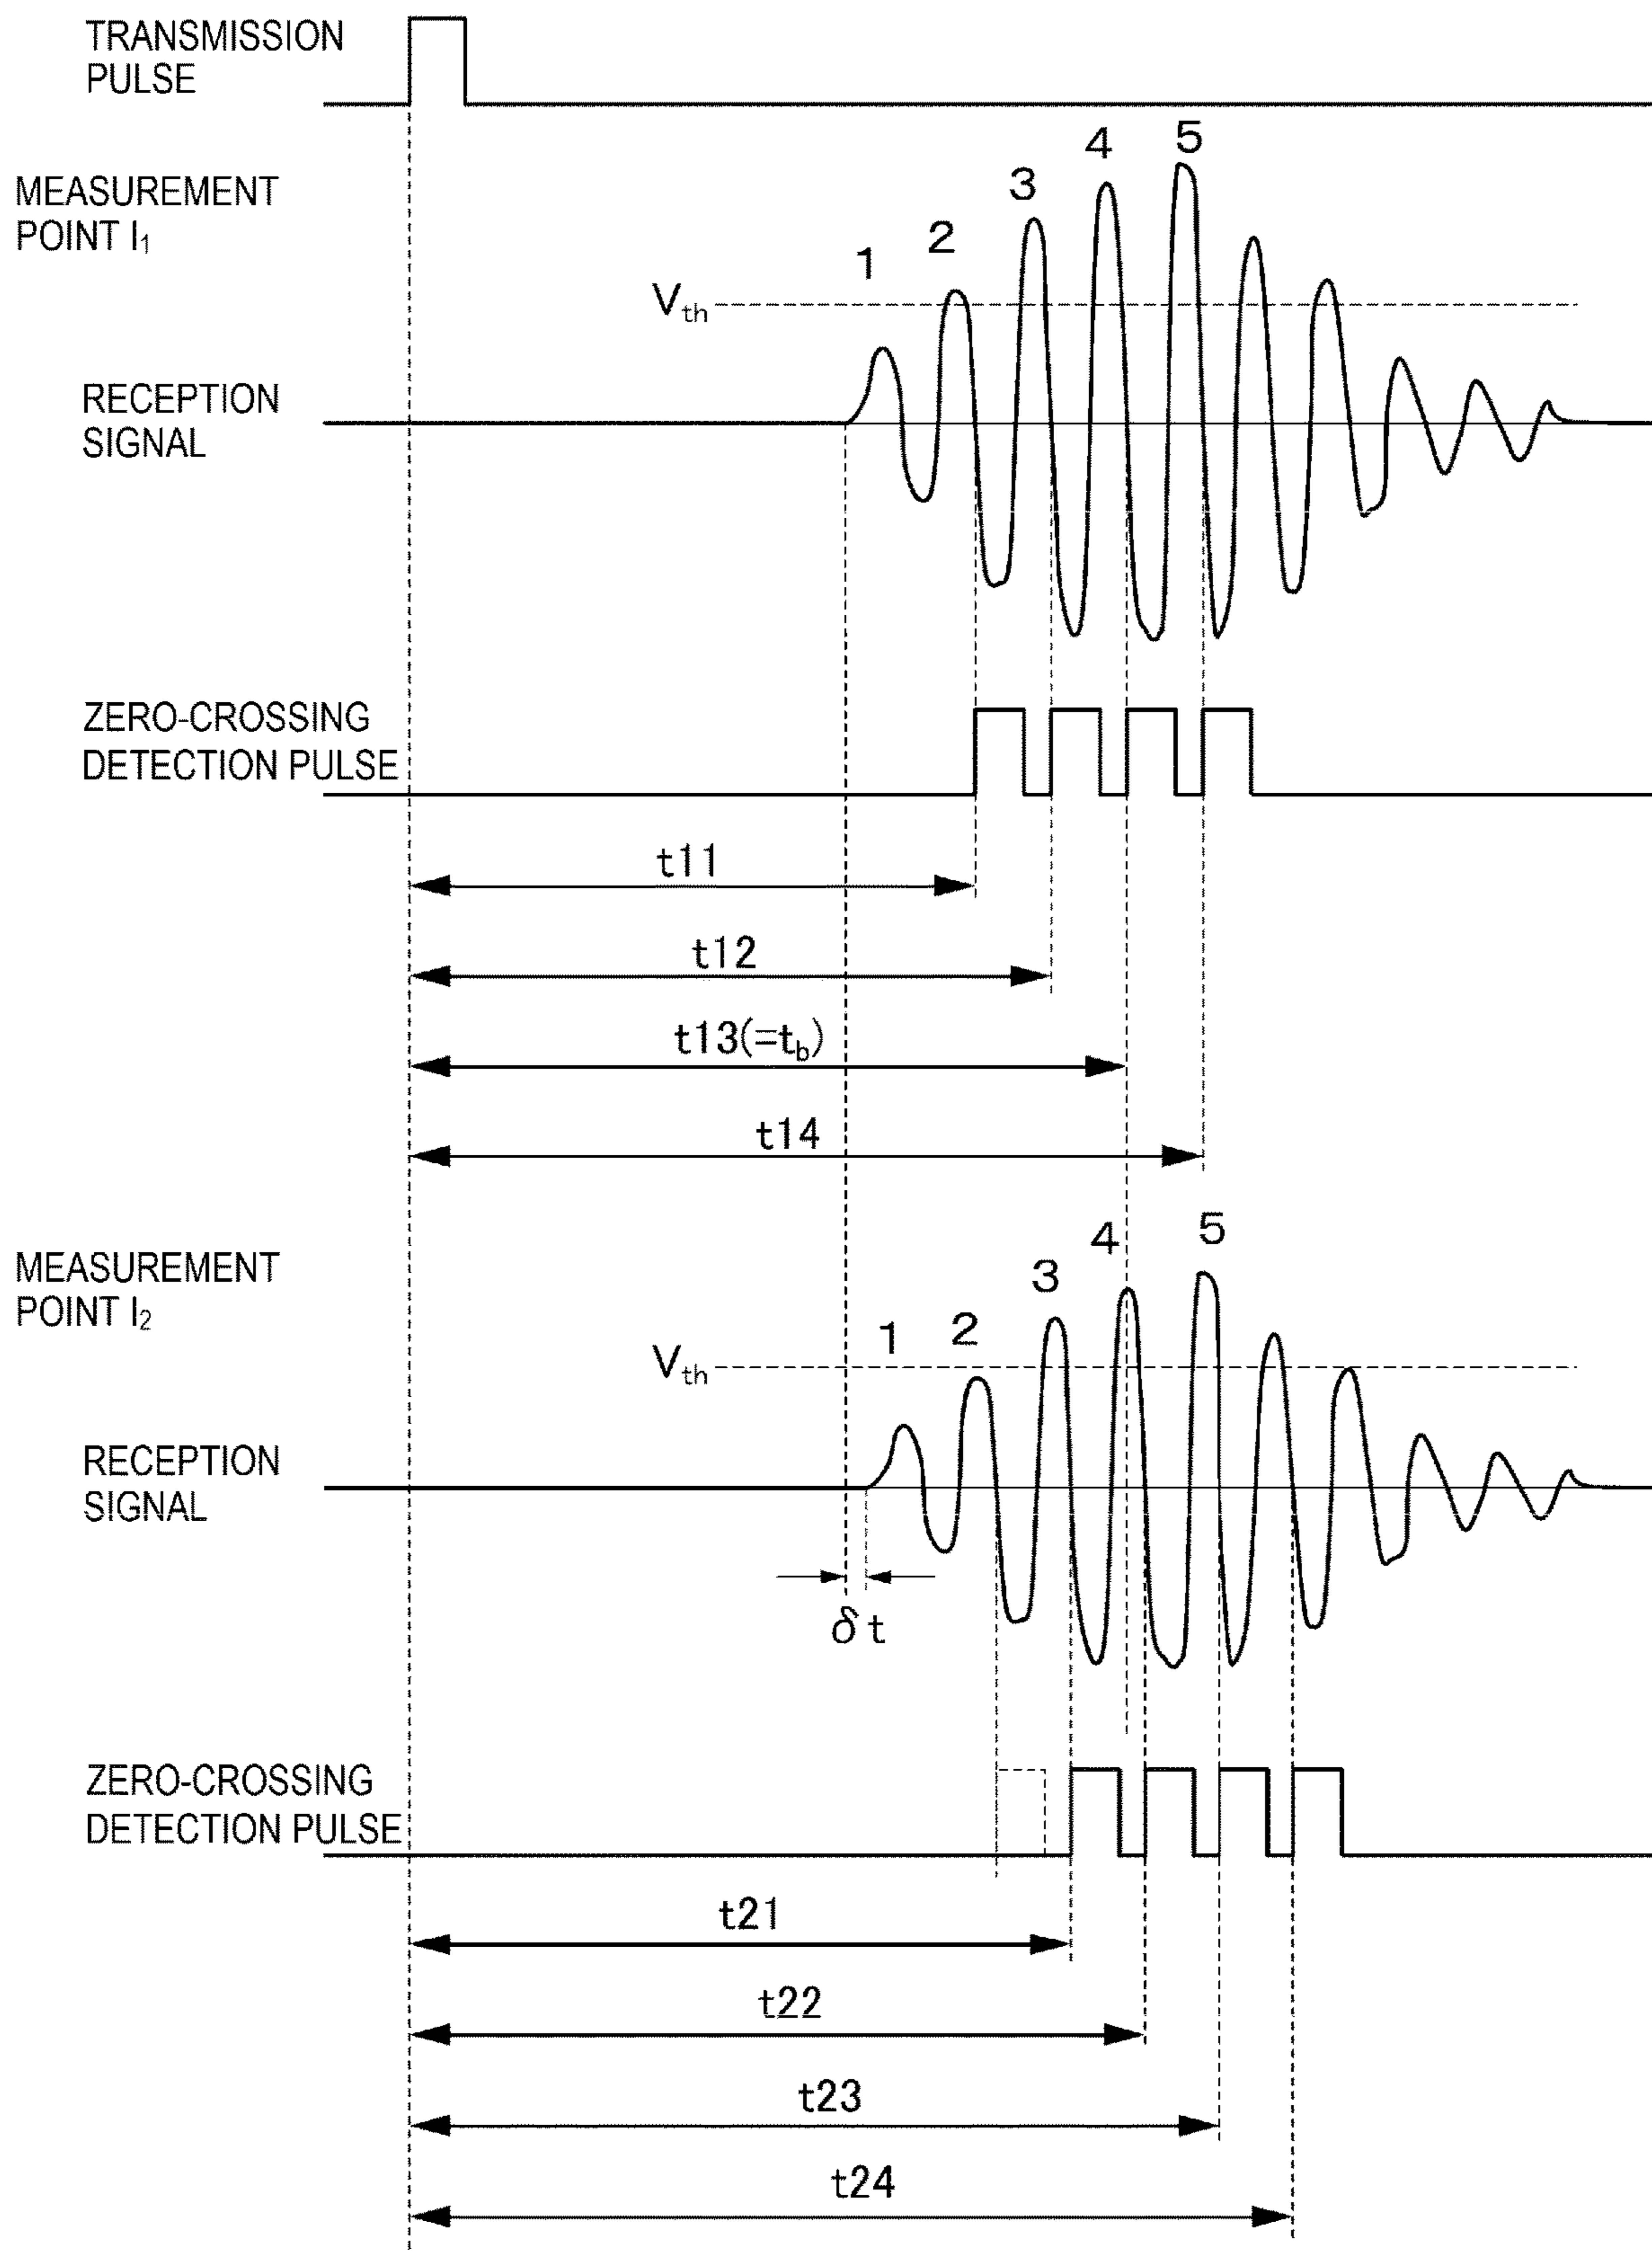 TRANSMISSION
PULSE
MEASUREMENT
POINT I1
1 2 3 4 5
Vth
RECEPTION
SIGNAL
ZERO-CROSSING
DETECTION PULSE
t11
t12
t13(=tb)
t14
MEASUREMENT
POINT I2
1 2 3 4 5
Vth
RECEPTION
SIGNAL
δt
ZERO-CROSSING
DETECTION PULSE
t21
t22
t23
t24